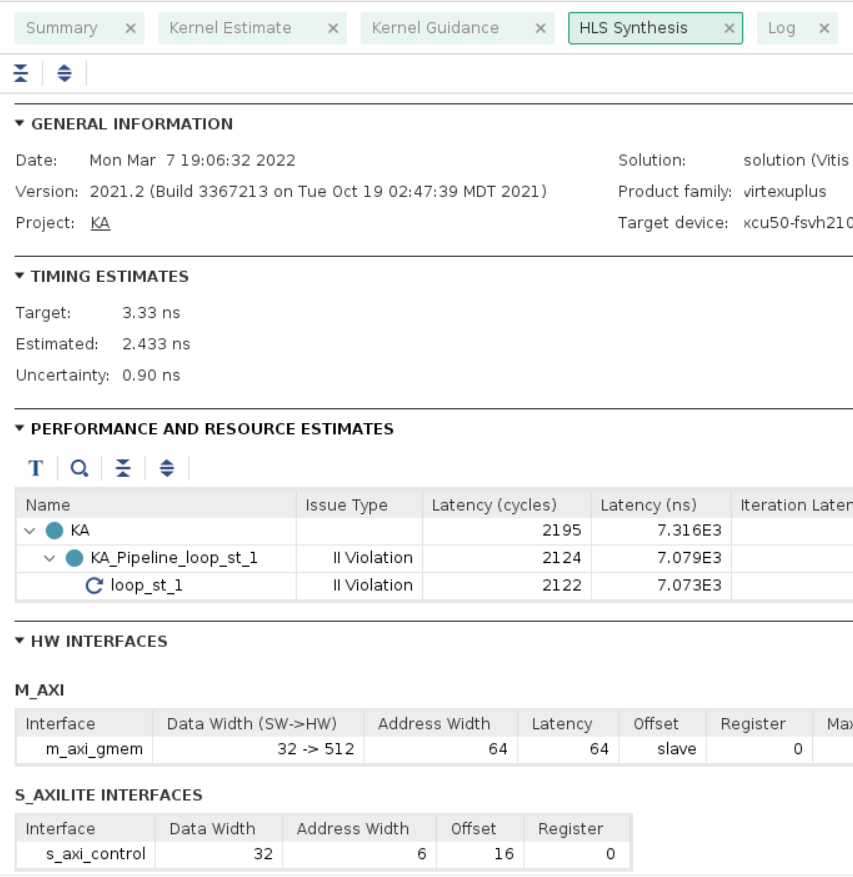 Summary × Kernel Estimate × Kernel Guidance × HLS Synthesis × Log ×
GENERAL INFORMATION
Date: Mon Mar 7 19:06:32 2022 Solution: solution (Vitis
Version: 2021.2 (Build 3367213 on Tue Oct 19 02:47:39 MDT 2021) Product family: virtexuplus
Project: KA Target device: xcu50-fsvh210
TIMING ESTIMATES
Target: 3.33 ns
Estimated: 2.433 ns
Uncertainty: 0.90 ns
PERFORMANCE AND RESOURCE ESTIMATES
T
Name Issue Type Latency (cycles) Latency (ns) Iteration Laten
KA 2195 7.316E3
KA_Pipeline_loop_st_1 II Violation 2124 7.079E3
loop_st_1 II Violation 2122 7.073E3
HW INTERFACES
M_AXI
Interface Data Width (SW->HW) Address Width Latency Offset Register Max
m_axi_gmem 32 -> 512 64 64 slave 0
S_AXILITE INTERFACES
Interface Data Width Address Width Offset Register
s_axi_control 32 6 16 0